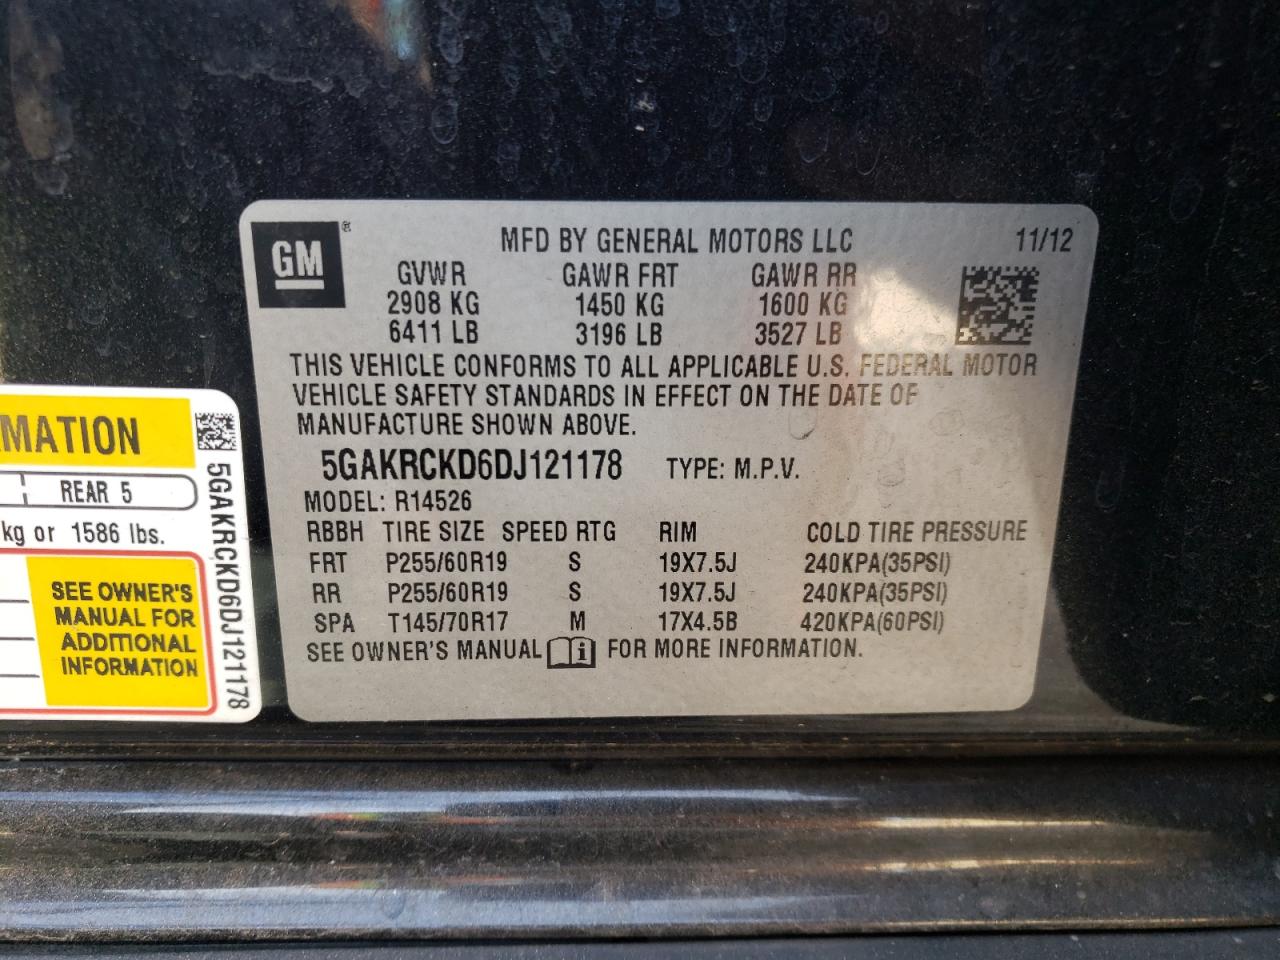 GM ®
MFD BY GENERAL MOTORS LLC 11/12
GVWR GAWR FRT GAWR RR
2908 KG 1450 KG 1600 KG
6411 LB 3196 LB 3527 LB
THIS VEHICLE CONFORMS TO ALL APPLICABLE U.S. FEDERAL MOTOR
VEHICLE SAFETY STANDARDS IN EFFECT ON THE DATE OF
MANUFACTURE SHOWN ABOVE.
5GAKRCKD6DJ121178 TYPE: M.P.V.
MODEL: R14526
RBBH TIRE SIZE SPEED RTG RIM COLD TIRE PRESSURE
FRT P255/60R19 S 19X7.5J 240KPA(35PSI)
RR P255/60R19 S 19X7.5J 240KPA(35PSI)
SPA T145/70R17 M 17X4.5B 420KPA(60PSI)
SEE OWNER'S MANUAL i FOR MORE INFORMATION.
MATION
REAR 5
kg or 1586 lbs.
SEE OWNER'S
MANUAL FOR
ADDITIONAL
INFORMATION
5GAKRCKD6DJ121178